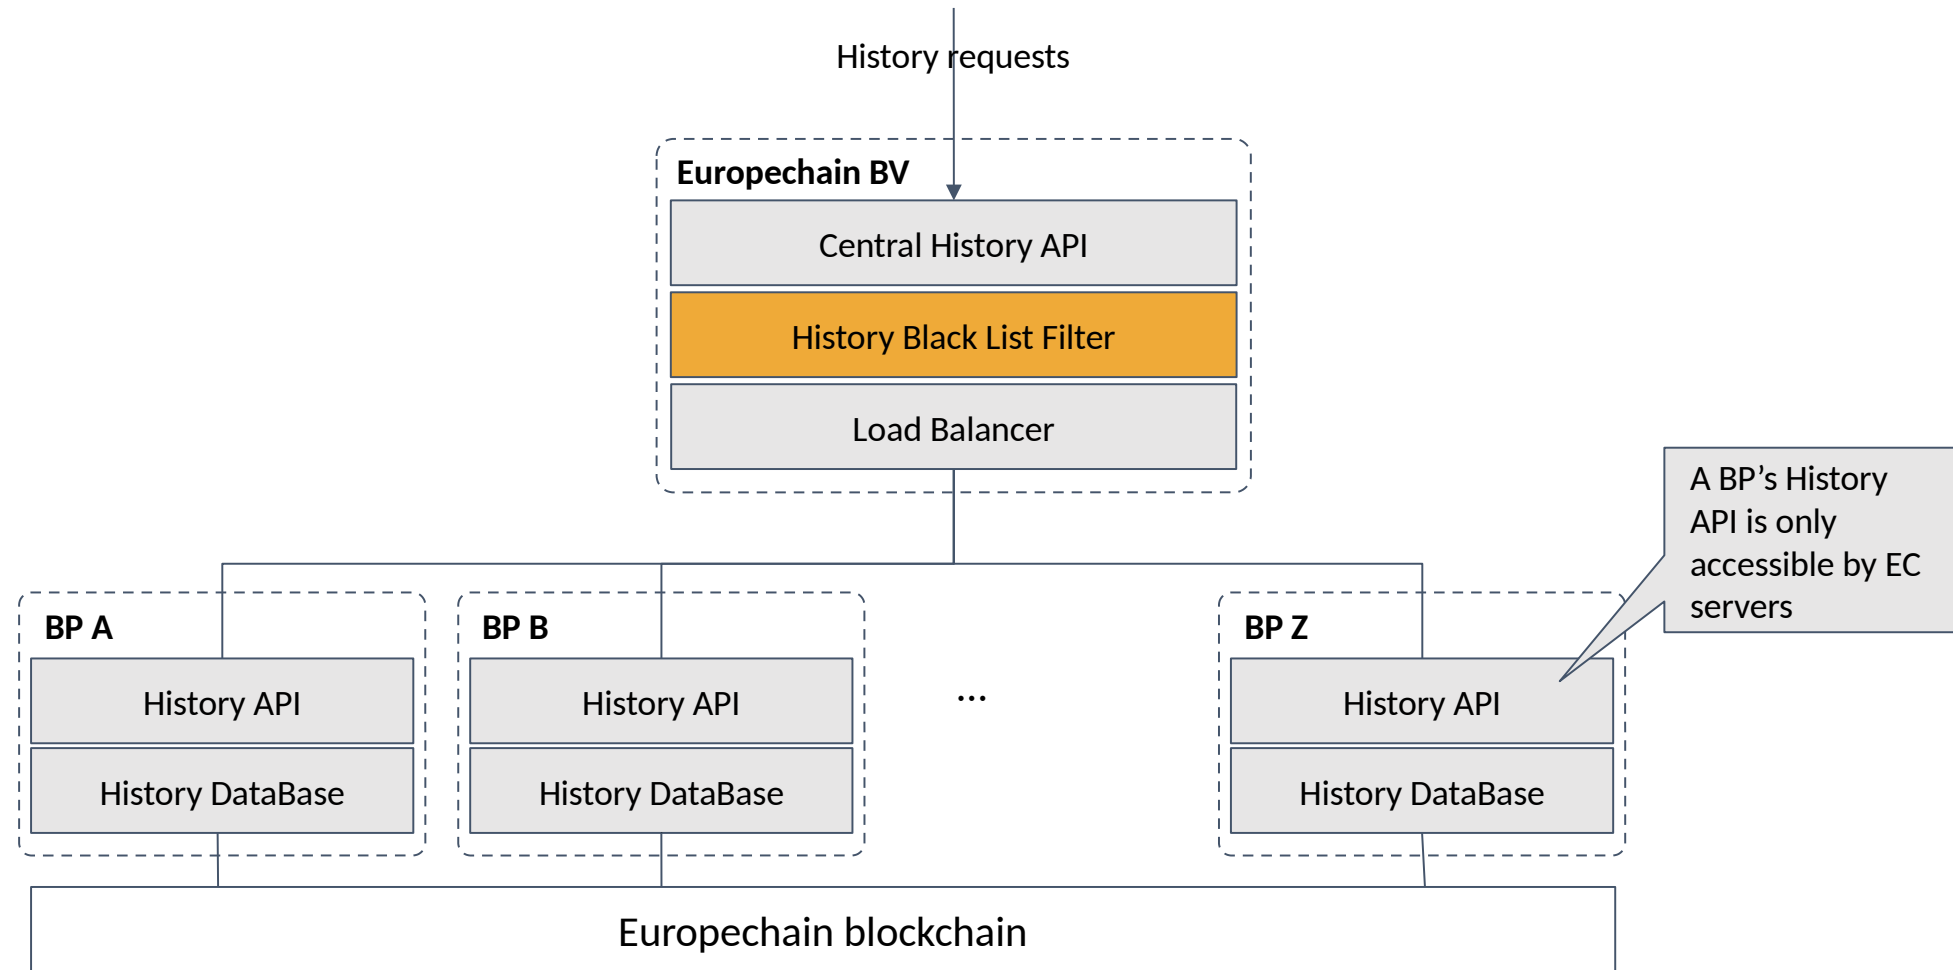 History requests
Europechain BV
Central History API
History Black List Filter
Load Balancer
A BP’s History
API is only
accessible by EC
servers
BP A
History API
History DataBase
BP B
History API
History DataBase
...
BP Z
History API
History DataBase
Europechain blockchain